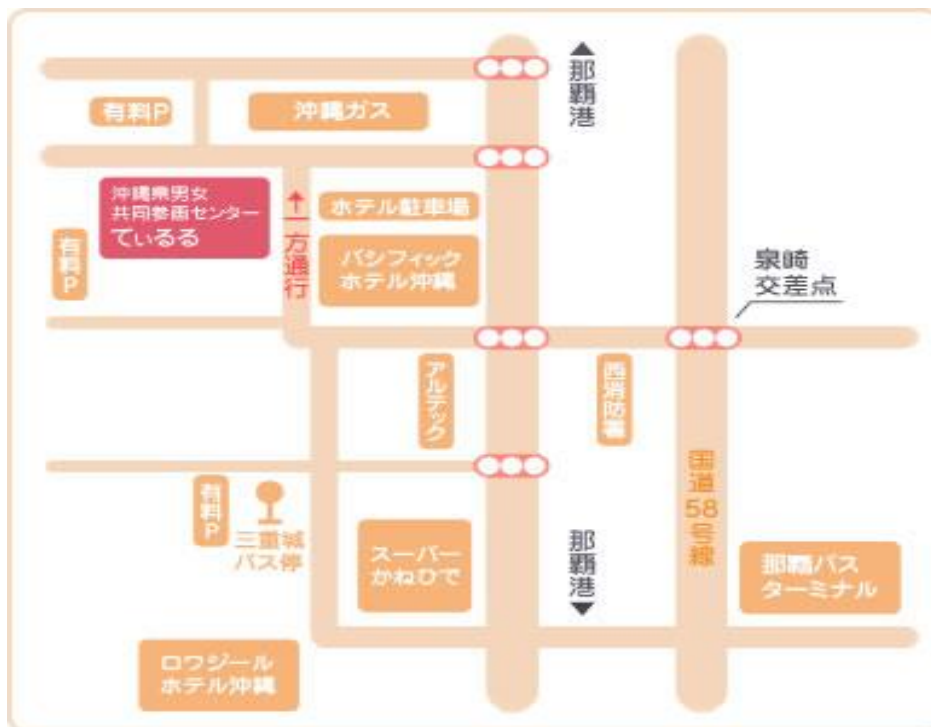 ▲那覇港
有料P
沖縄ガス
沖縄県男女
共同参画センター
ているる
↑一方通行
ホテル駐車場
パシフィック
ホテル沖縄
有料P
泉崎
交差点
アルテック
西消防署
国道58号線
有料P
三重城
バス停
スーパー
かねひで
那覇港▼
那覇バス
ターミナル
ロワジール
ホテル沖縄